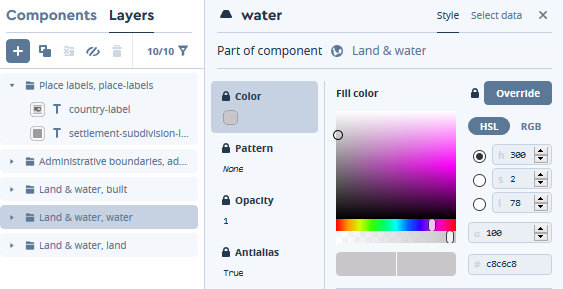 Components Layers
10/10
Place labels, place-labels
country-label
settlement-subdivision-l...
Administrative boundaries, ad...
Land & water, built
Land & water, water
Land & water, land
water
Style Select data
Part of component Land & water
Color
Pattern
None
Opacity
1
Antialias
True
Fill color
Override
HSL RGB
h 300
s 2
l 78
a 100
# c8c6c8